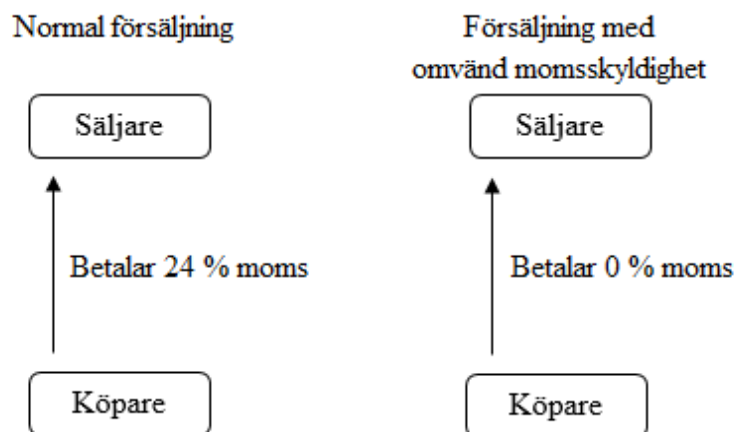 Normal försäljning
Säljare
Betalar 24 % moms
Köpare
Försäljning med
omvänd momsskyldighet
Säljare
Betalar 0 % moms
Köpare